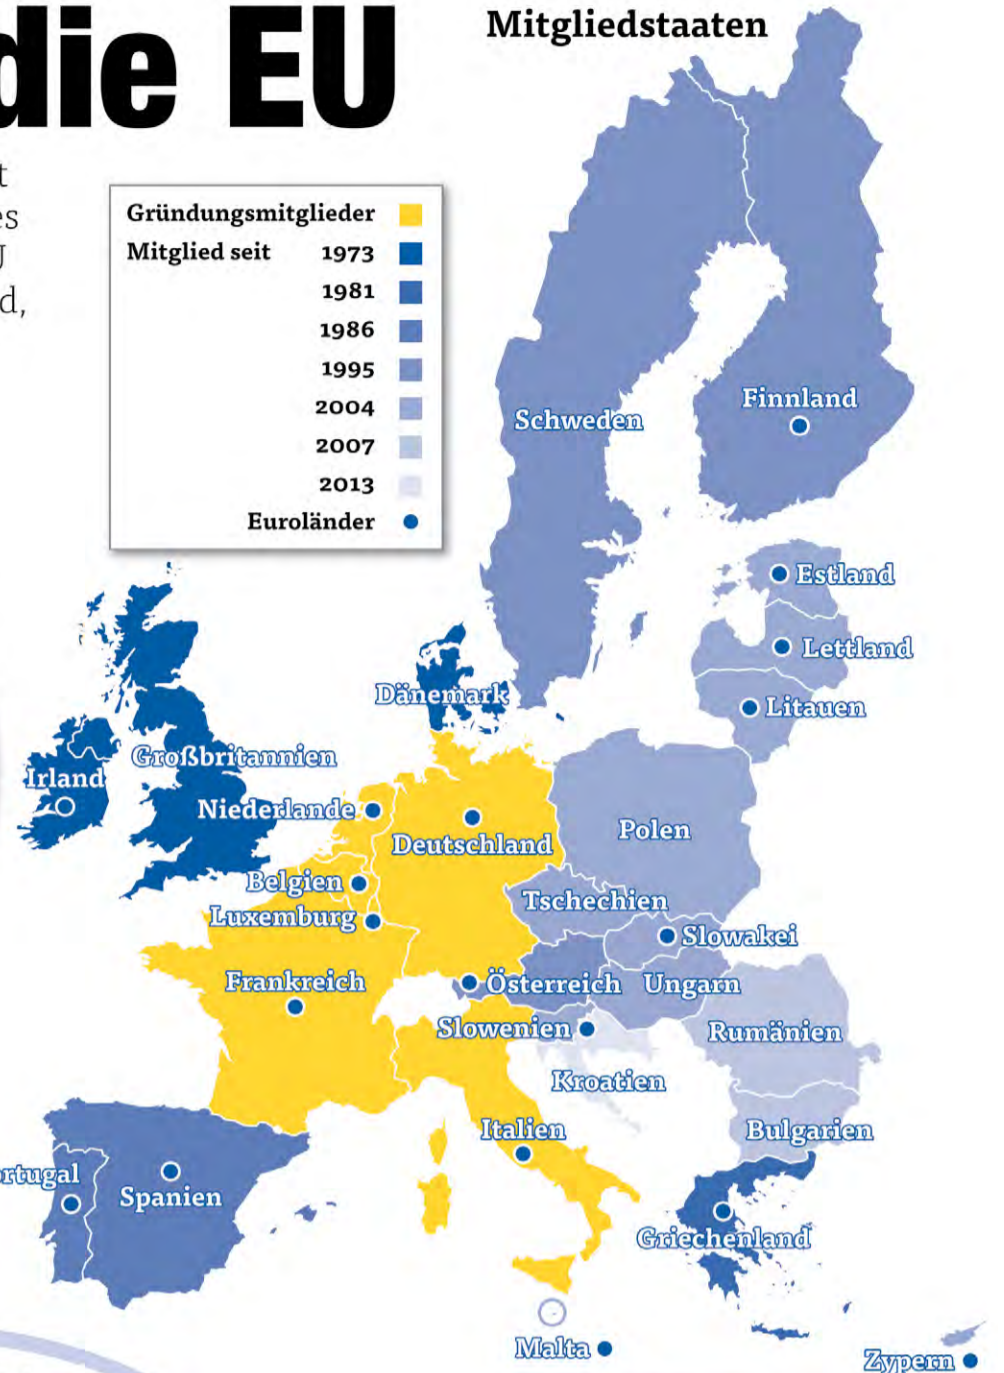 die EU
Mitgliedstaaten
t
es
J
d,
Gründungsmitglieder
Mitglied seit 1973
1981
1986
1995
2004
2007
2013
Euroländer
Finnland
Schweden
Estland
Lettland
Litauen
Dänemark
Großbritannien
Irland
Niederlande
Deutschland
Polen
Belgien
Tschechien
Luxemburg
Slowakei
Frankreich
Österreich
Ungarn
Slowenien
Rumänien
Kroatien
Italien
Bulgarien
rtugal
Spanien
Griechenland
Malta
Zypern